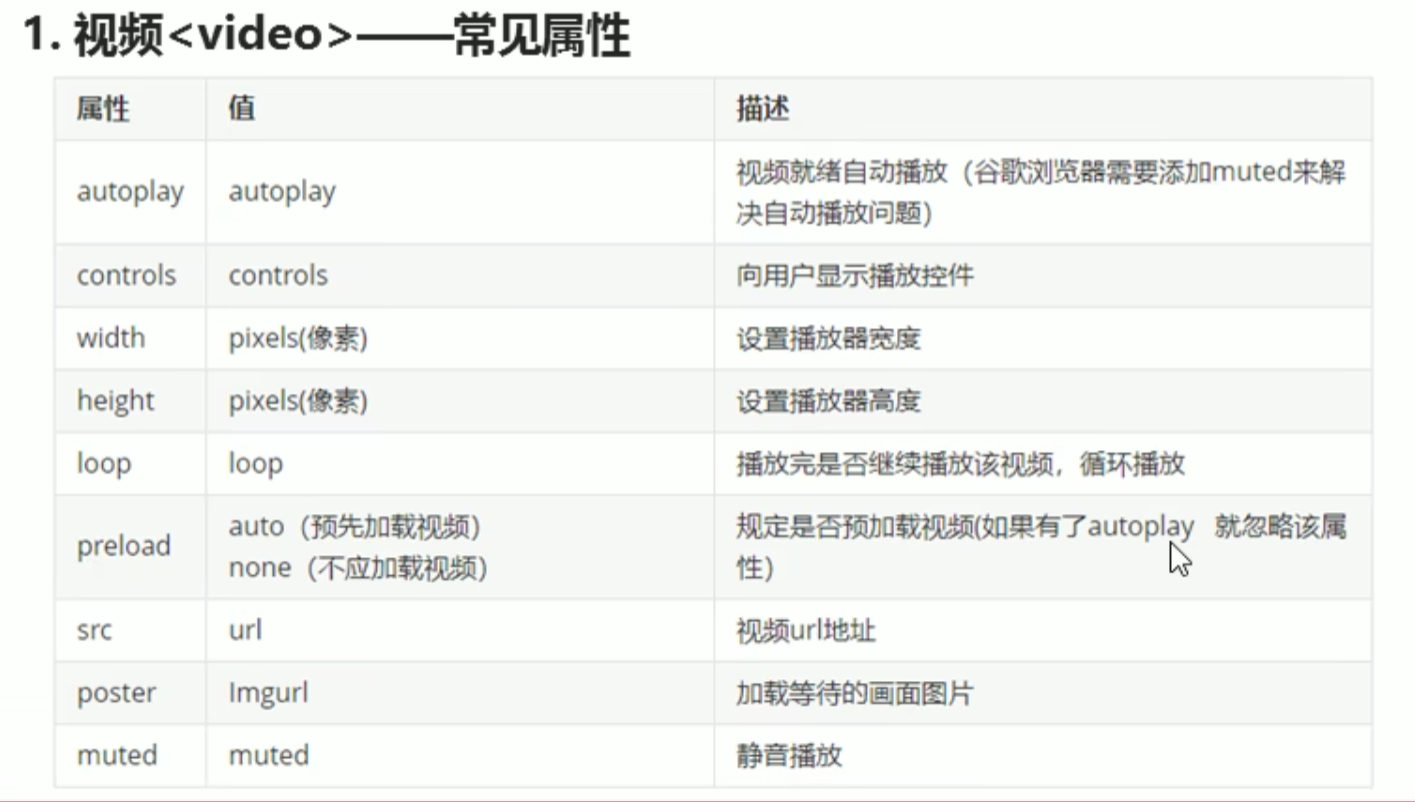 1. 视频<video>——常见属性
属性 值 描述
autoplay autoplay 视频就绪自动播放（谷歌浏览器需要添加muted来解
决自动播放问题）
controls controls 向用户显示播放控件
width pixels(像素) 设置播放器宽度
height pixels(像素) 设置播放器高度
loop loop 播放完是否继续播放该视频，循环播放
preload auto（预先加载视频） 规定是否预加载视频(如果有了autoplay 就忽略该属
none（不应加载视频） 性）
src url 视频url地址
poster Imgurl 加载等待的画面图片
muted muted 静音播放